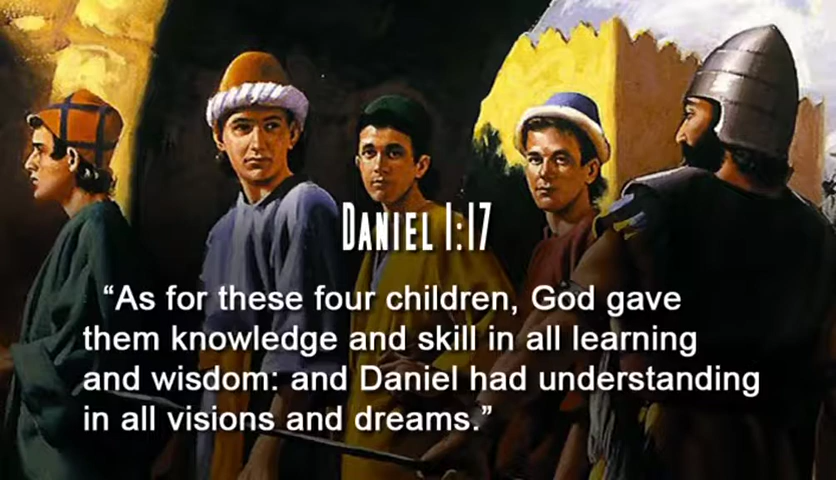 DANIEL 1:17
“As for these four children, God gave
them knowledge and skill in all learning
and wisdom: and Daniel had understanding
in all visions and dreams.”